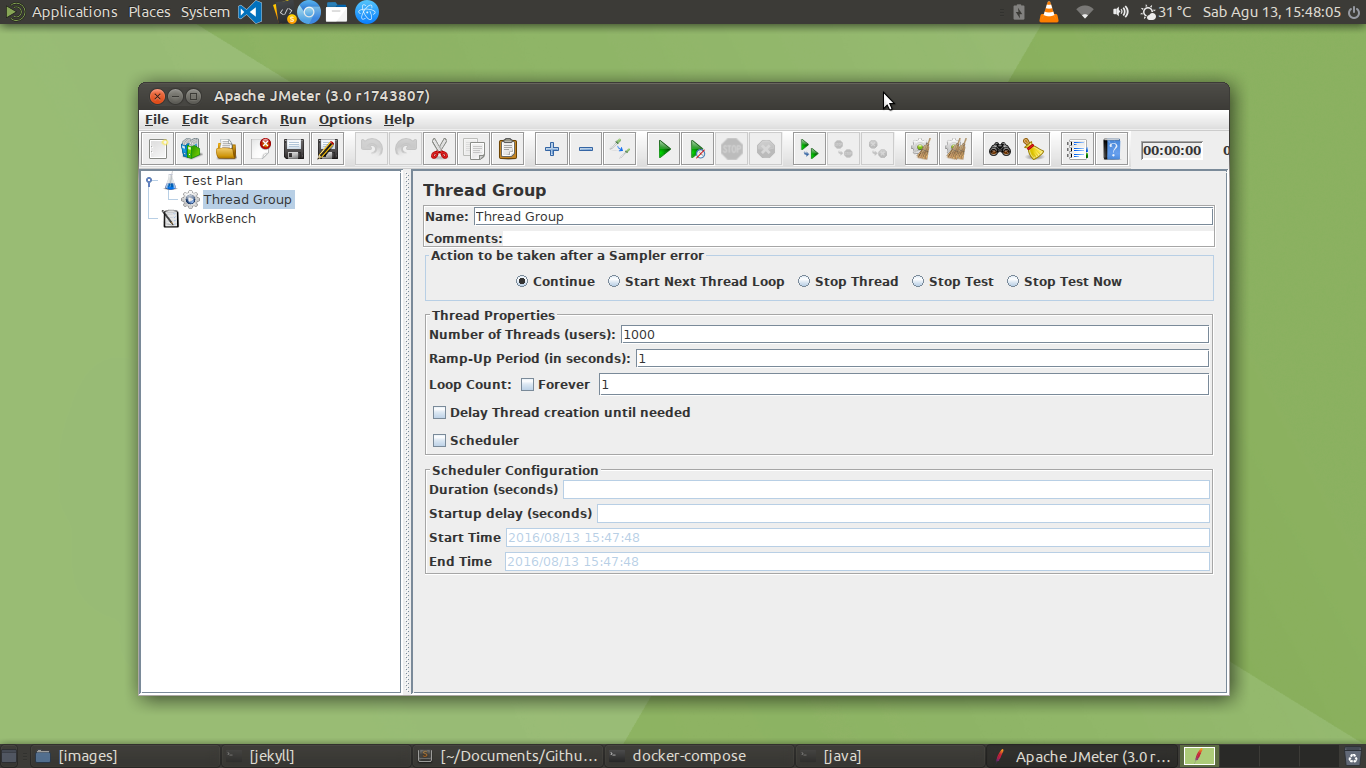 Applications Places System 31 °C Sab Agu 13, 15:48:05
Apache JMeter (3.0 r1743807)
File Edit Search Run Options Help
STOP 00:00:00
Test Plan
Thread Group
WorkBench
Thread Group
Name: Thread Group
Comments:
Action to be taken after a Sampler error
Continue Start Next Thread Loop Stop Thread Stop Test Stop Test Now
Thread Properties
Number of Threads (users): 1000
Ramp-Up Period (in seconds): 1
Loop Count: Forever 1
Delay Thread creation until needed
Scheduler
Scheduler Configuration
Duration (seconds)
Startup delay (seconds)
Start Time 2016/08/13 15:47:48
End Time 2016/08/13 15:47:48
[images] [jekyll] [~/Documents/Githu... docker-compose [java] Apache JMeter (3.0 r...